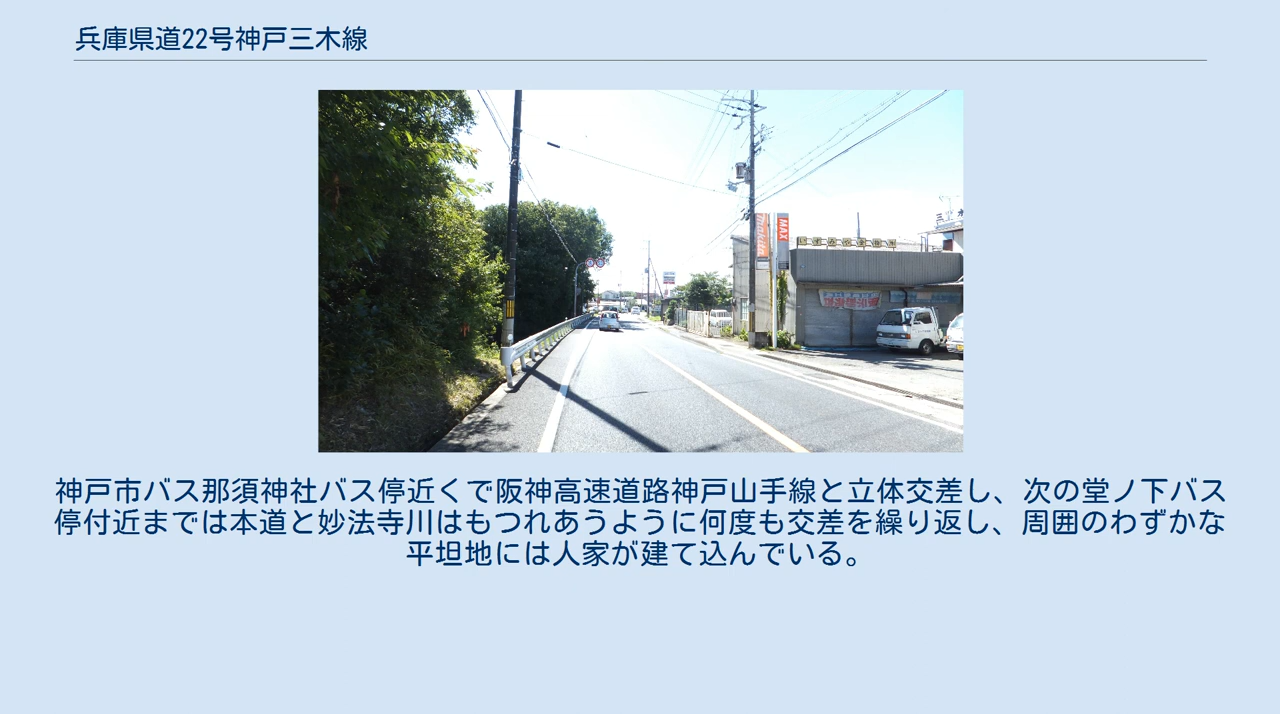 兵庫県道22号神戸三木線
makita
MAX
神戸市バス那須神社バス停近くで阪神高速道路神戸山手線と立体交差し、次の堂ノ下バス
停付近までは本道と妙法寺川はもつれあうように何度も交差を繰り返し、周囲のわずかな
平坦地には人家が建て込んでいる。